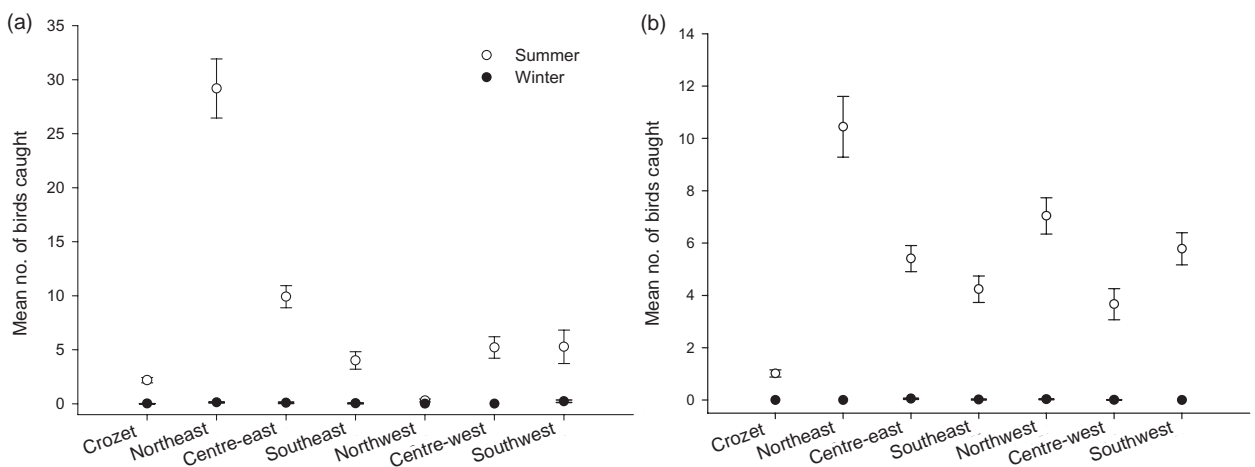 (a)
35
30
25
20
15
10
5
0
Mean no. of birds caught
Summer
Winter
Crozet
Northeast
Centre-east
Southeast
Northwest
Centre-west
Southwest
(b)
14
12
10
8
6
4
2
0
Mean no. of birds caught
Crozet
Northeast
Centre-east
Southeast
Northwest
Centre-west
Southwest